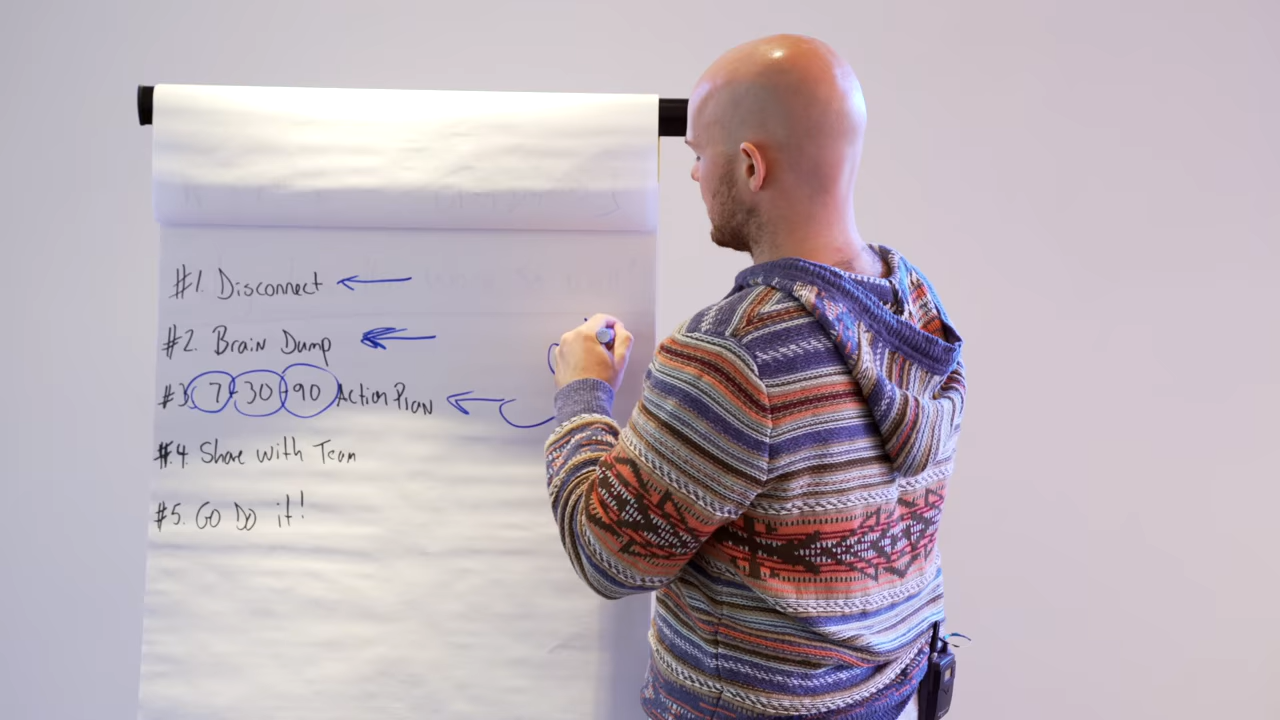 #1. Disconnect
#2. Brain Dump
#3 7-30-90 Action Plan
#4. Share with Team
#5. GO DO it!